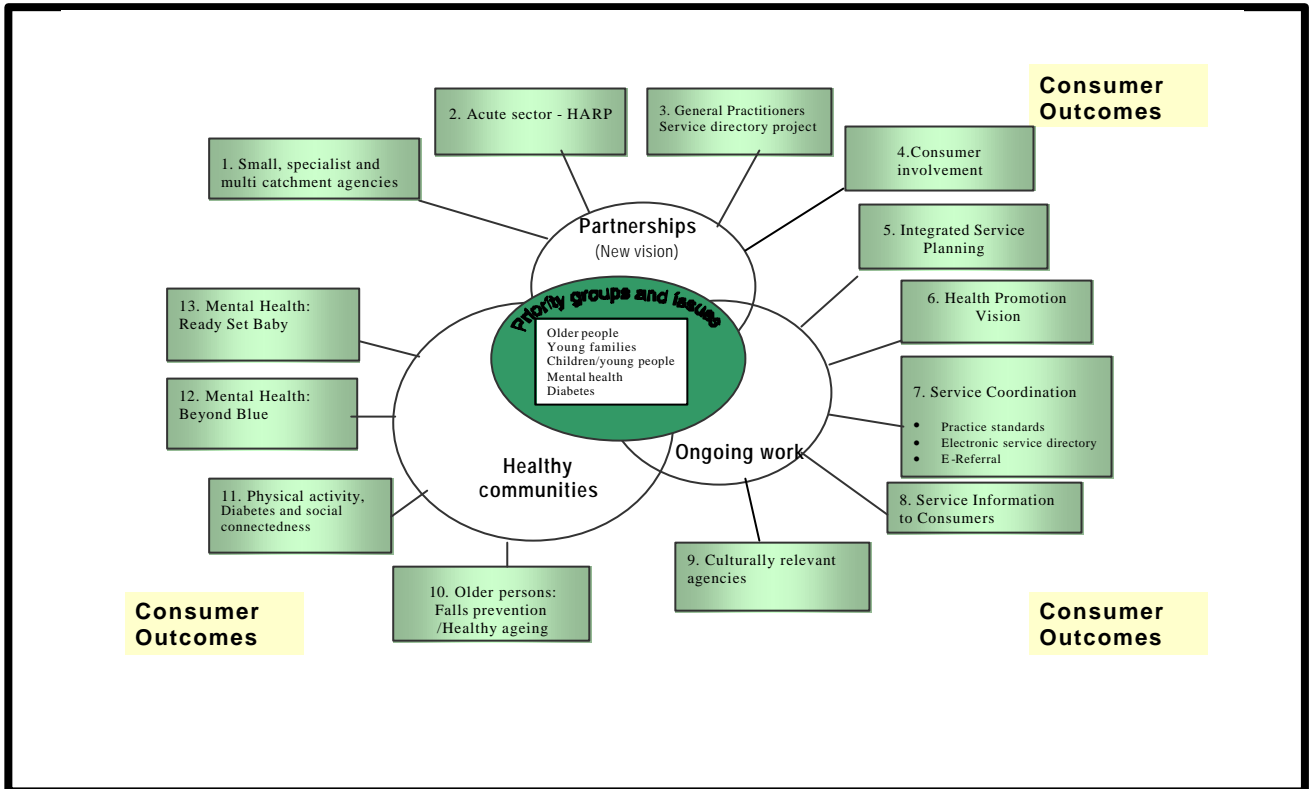 Consumer
Outcomes
2. Acute sector - HARP
3. General Practitioners
Service directory project
1. Small, specialist and
multi catchment agencies
4.Consumer
involvement
Partnerships
(New vision)
5. Integrated Service
Planning
6. Health Promotion
Vision
Priority groups and issues
Older people
Young families
Children/young people
Mental health
Diabetes
13. Mental Health:
Ready Set Baby
12. Mental Health:
Beyond Blue
7. Service Coordination
• Practice standards
• Electronic service directory
• E-Referral
Ongoing work
Healthy
communities
11. Physical activity,
Diabetes and social
connectedness
8. Service Information
to Consumers
9. Culturally relevant
agencies
10. Older persons:
Falls prevention
/Healthy ageing
Consumer
Outcomes
Consumer
Outcomes